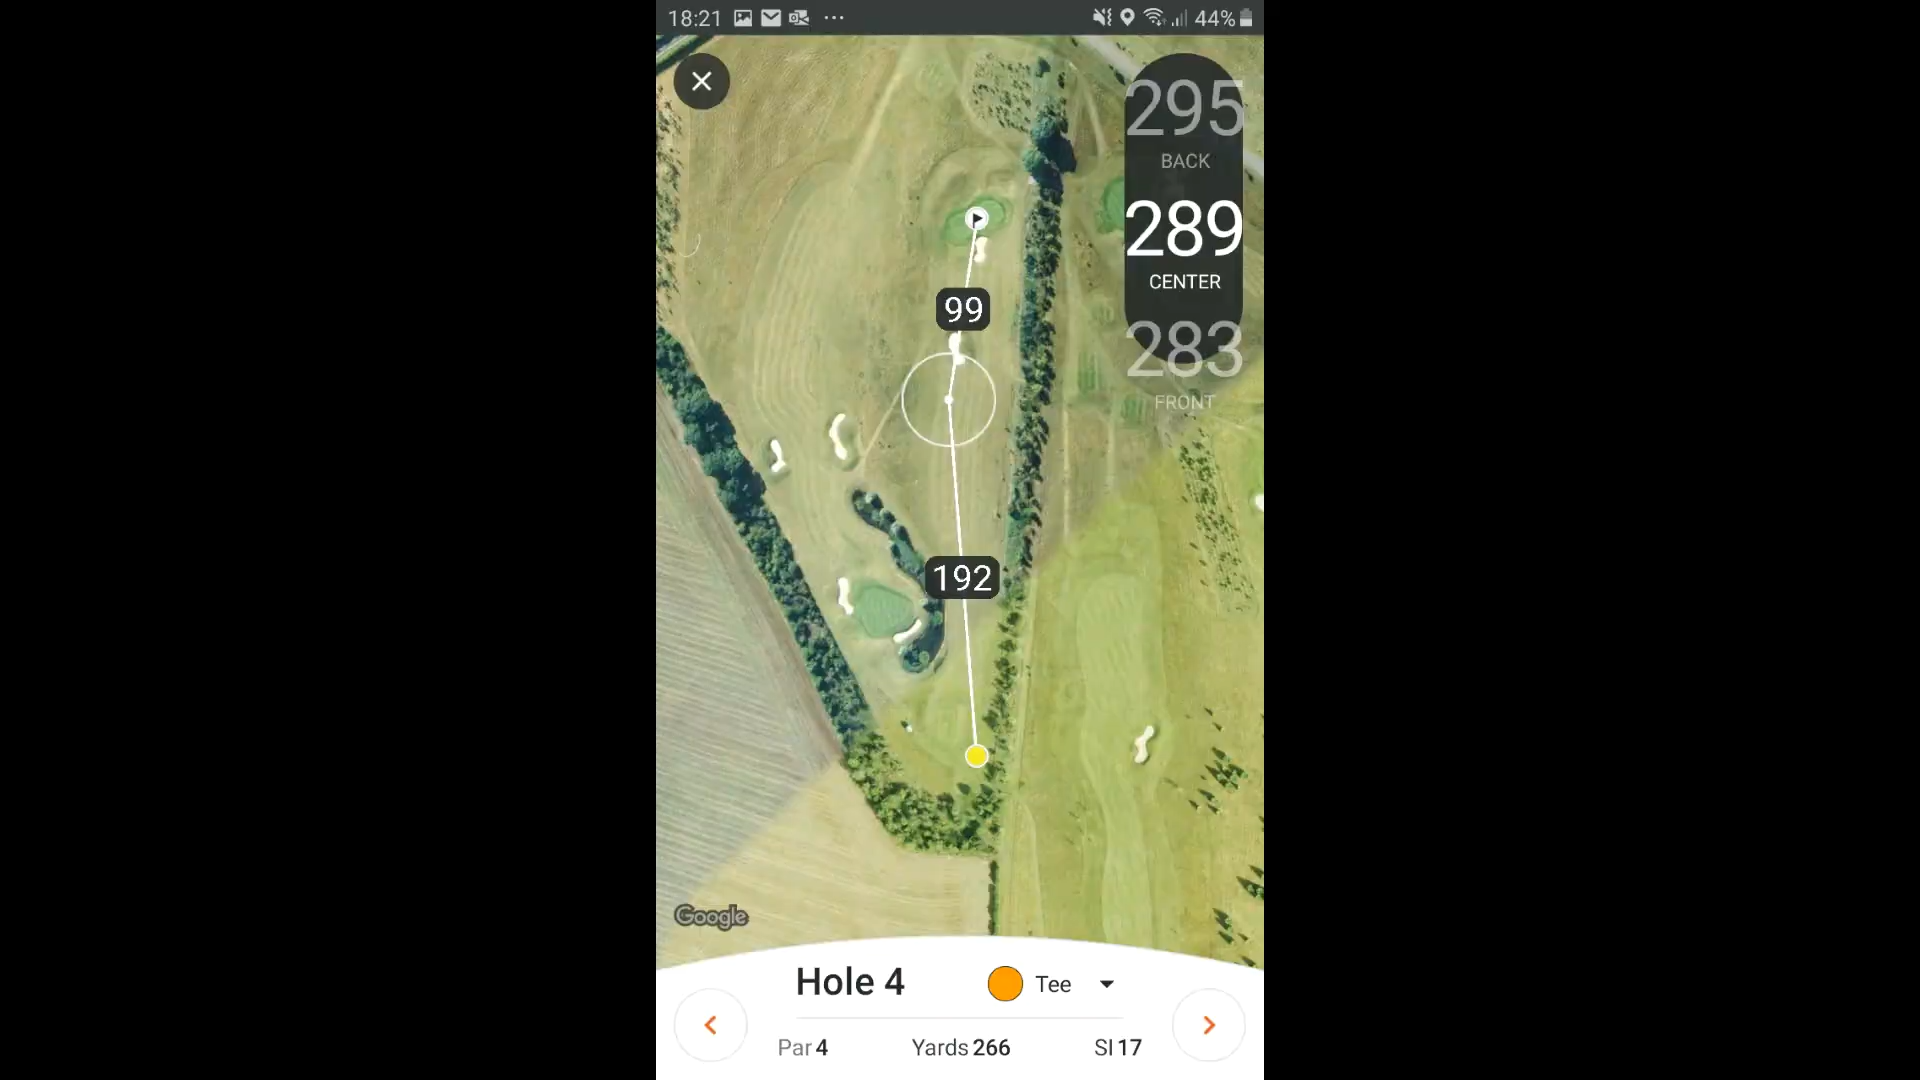 18:21
44%
295
BACK
289
CENTER
283
FRONT
99
192
Google
Hole 4
Tee
Par 4
Yards 266
SI 17